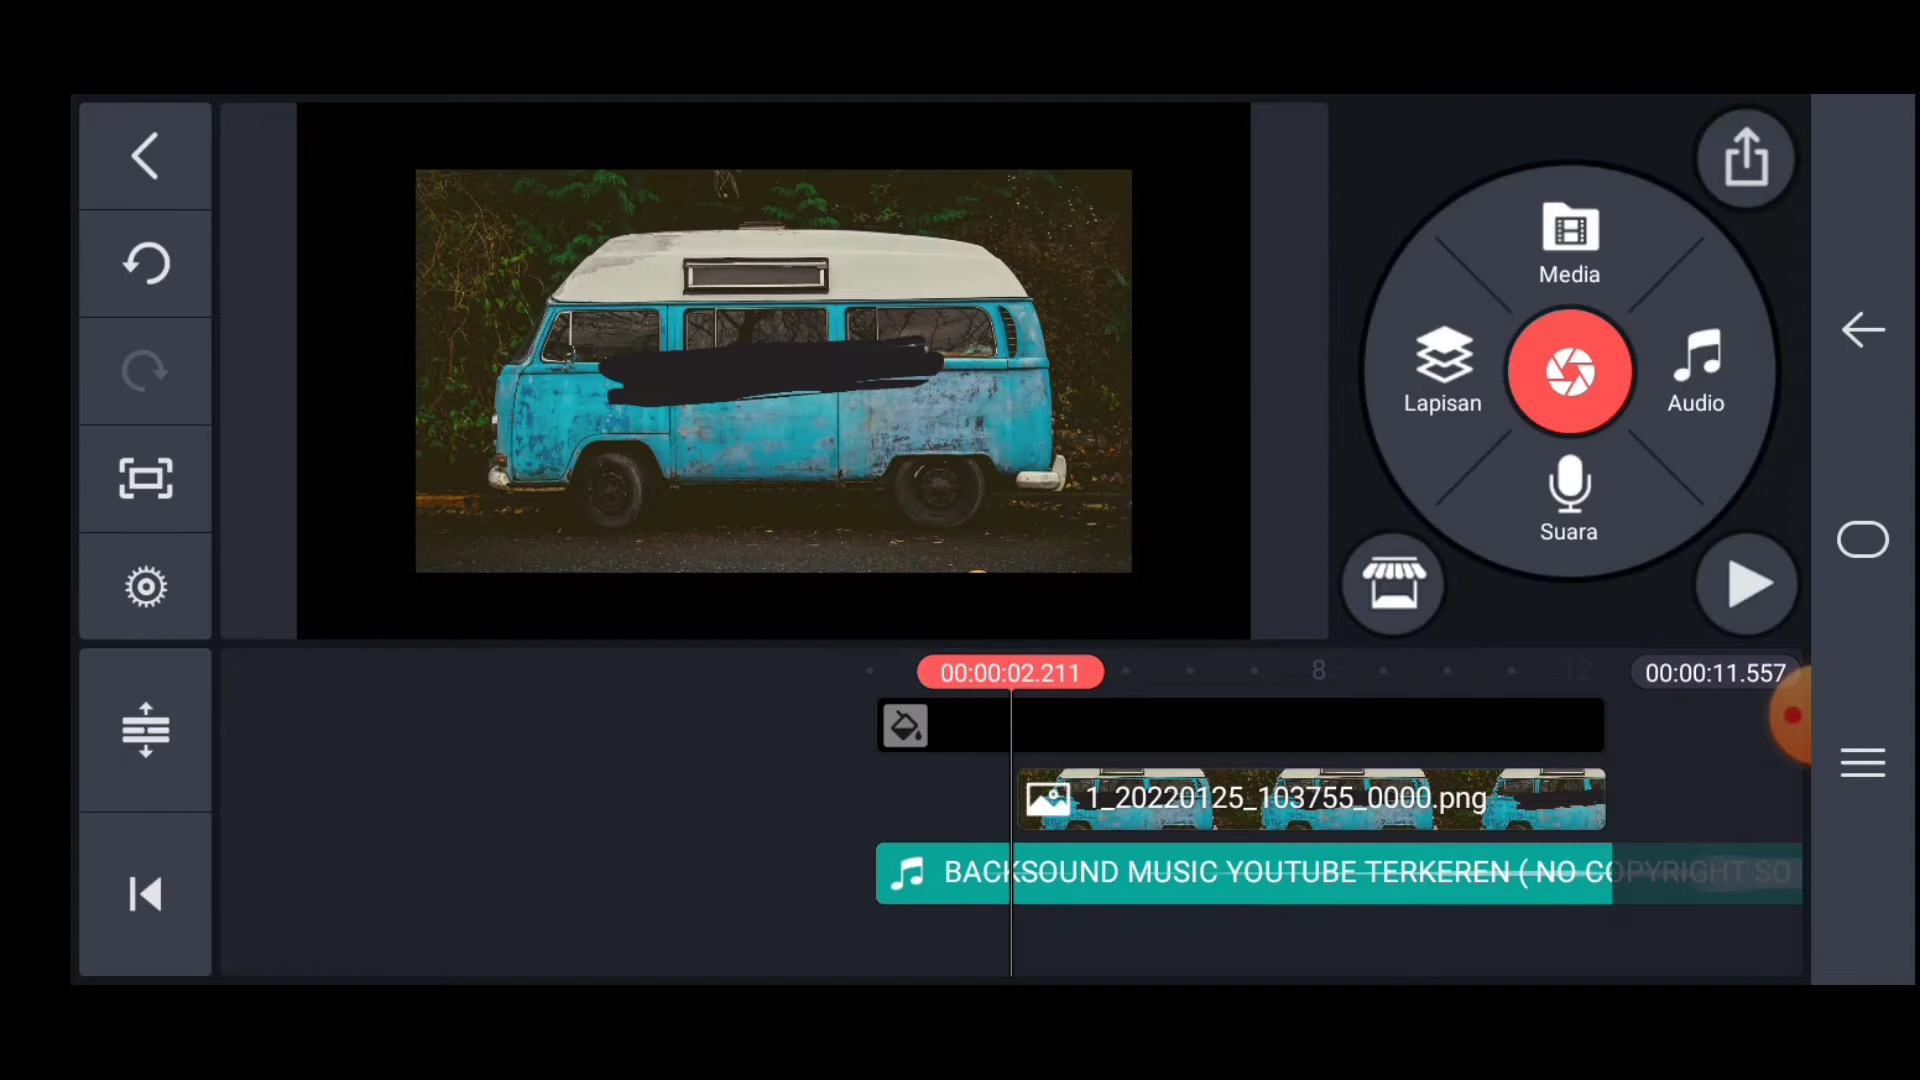 Media
Lapisan
Audio
Suara
00:00:02.211
8
12
00:00:11.557
1_20220125_103755_0000.png
BACKSOUND MUSIC YOUTUBE TERKEREN ( NO COPYRIGHT SO